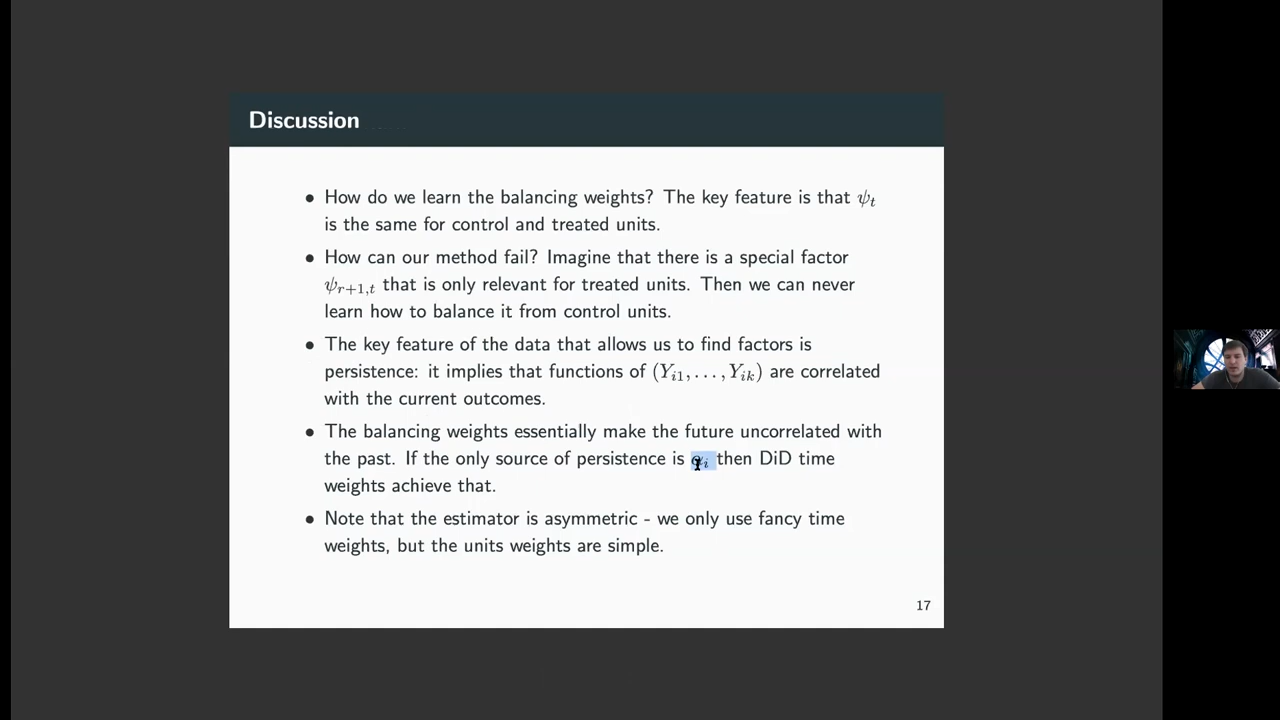 Discussion
• How do we learn the balancing weights? The key feature is that ψₜ
is the same for control and treated units.
• How can our method fail? Imagine that there is a special factor
ψᵣ₊₁,ₜ that is only relevant for treated units. Then we can never
learn how to balance it from control units.
• The key feature of the data that allows us to find factors is
persistence: it implies that functions of (Yᵢ₁, . . . , Yᵢₖ) are correlated
with the current outcomes.
• The balancing weights essentially make the future uncorrelated with
the past. If the only source of persistence is αᵢ then DiD time
weights achieve that.
• Note that the estimator is asymmetric - we only use fancy time
weights, but the units weights are simple.
17